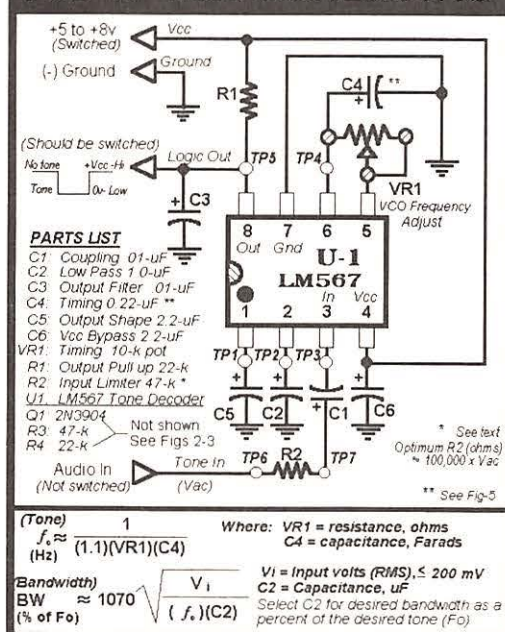 +5 to +8v Vcc
(Switched)
(-) Ground Ground
R1
C4 + **
(Should be switched)
No tone +Vcc -Hi Logic Out TP5 TP4
Tone 0v- Low
VR1
VCO Frequency
Adjust
+ C3
8 7 6 5
Out Gnd U-1
LM567
In Vcc
1 2 3 4
PARTS LIST
C1: Coupling .01-uF
C2: Low Pass 1.0-uF
C3: Output Filter .01-uF
C4: Timing 0.22-uF **
C5: Output Shape 2.2-uF
C6: Vcc Bypass 2.2-uF
VR1: Timing 10-k pot
R1: Output Pull up 22-k
R2: Input Limiter 47-k *
U1: LM567 Tone Decoder
Q1: 2N3904
R3: 47-k
R4: 22-k
Not shown
See Figs 2-3
TP1 TP2 TP3
+ + + +
C5 C2 C1 C6
Audio In Tone In TP6 R2 TP7
(Not switched) (Vac)
* See text
Optimum R2 (ohms)
≈ 100,000 x Vac
** See Fig-5
(Tone)
fₒ ≈ 1
(Hz) (1.1)(VR1)(C4)
Where: VR1 = resistance, ohms
C4 = capacitance, Farads
(Bandwidth)
BW ≈ 1070 √ Vi
(% of Fo) ( fₒ )(C2)
Vi = Input volts (RMS), ≤ 200 mV
C2 = Capacitance, uF
Select C2 for desired bandwidth as a
percent of the desired tone (Fo)